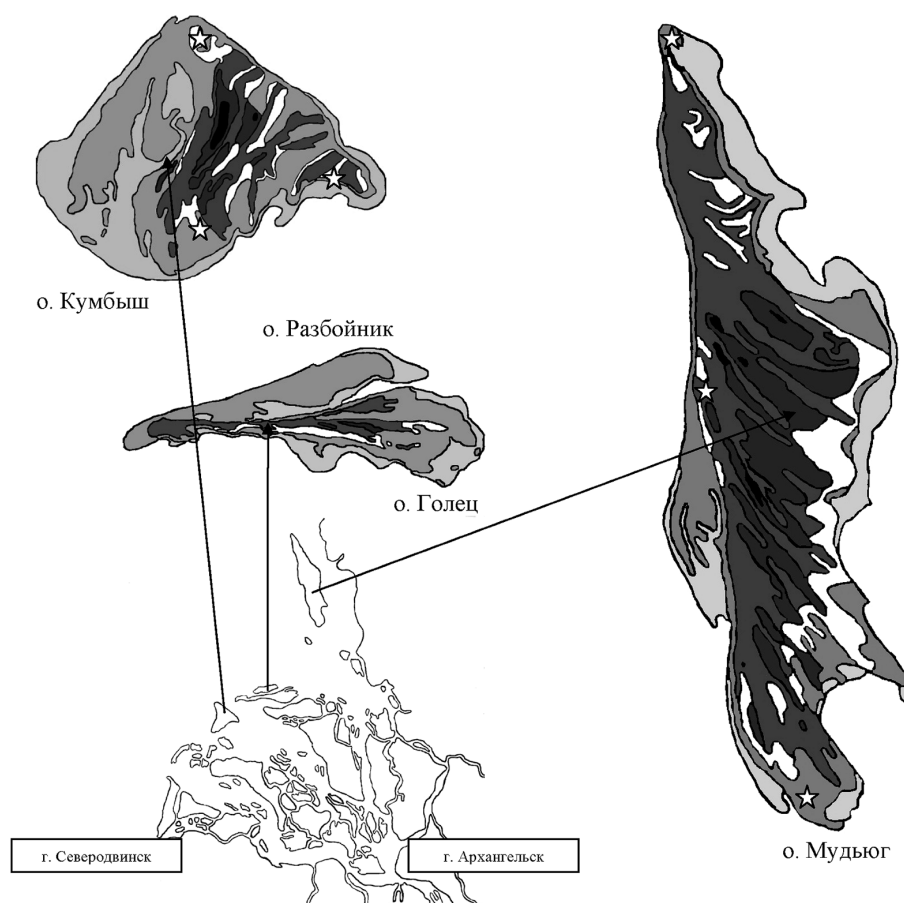 о. Кумбыш
о. Разбойник
о. Голец
г. Северодвинск
г. Архангельск
о. Мудьюг